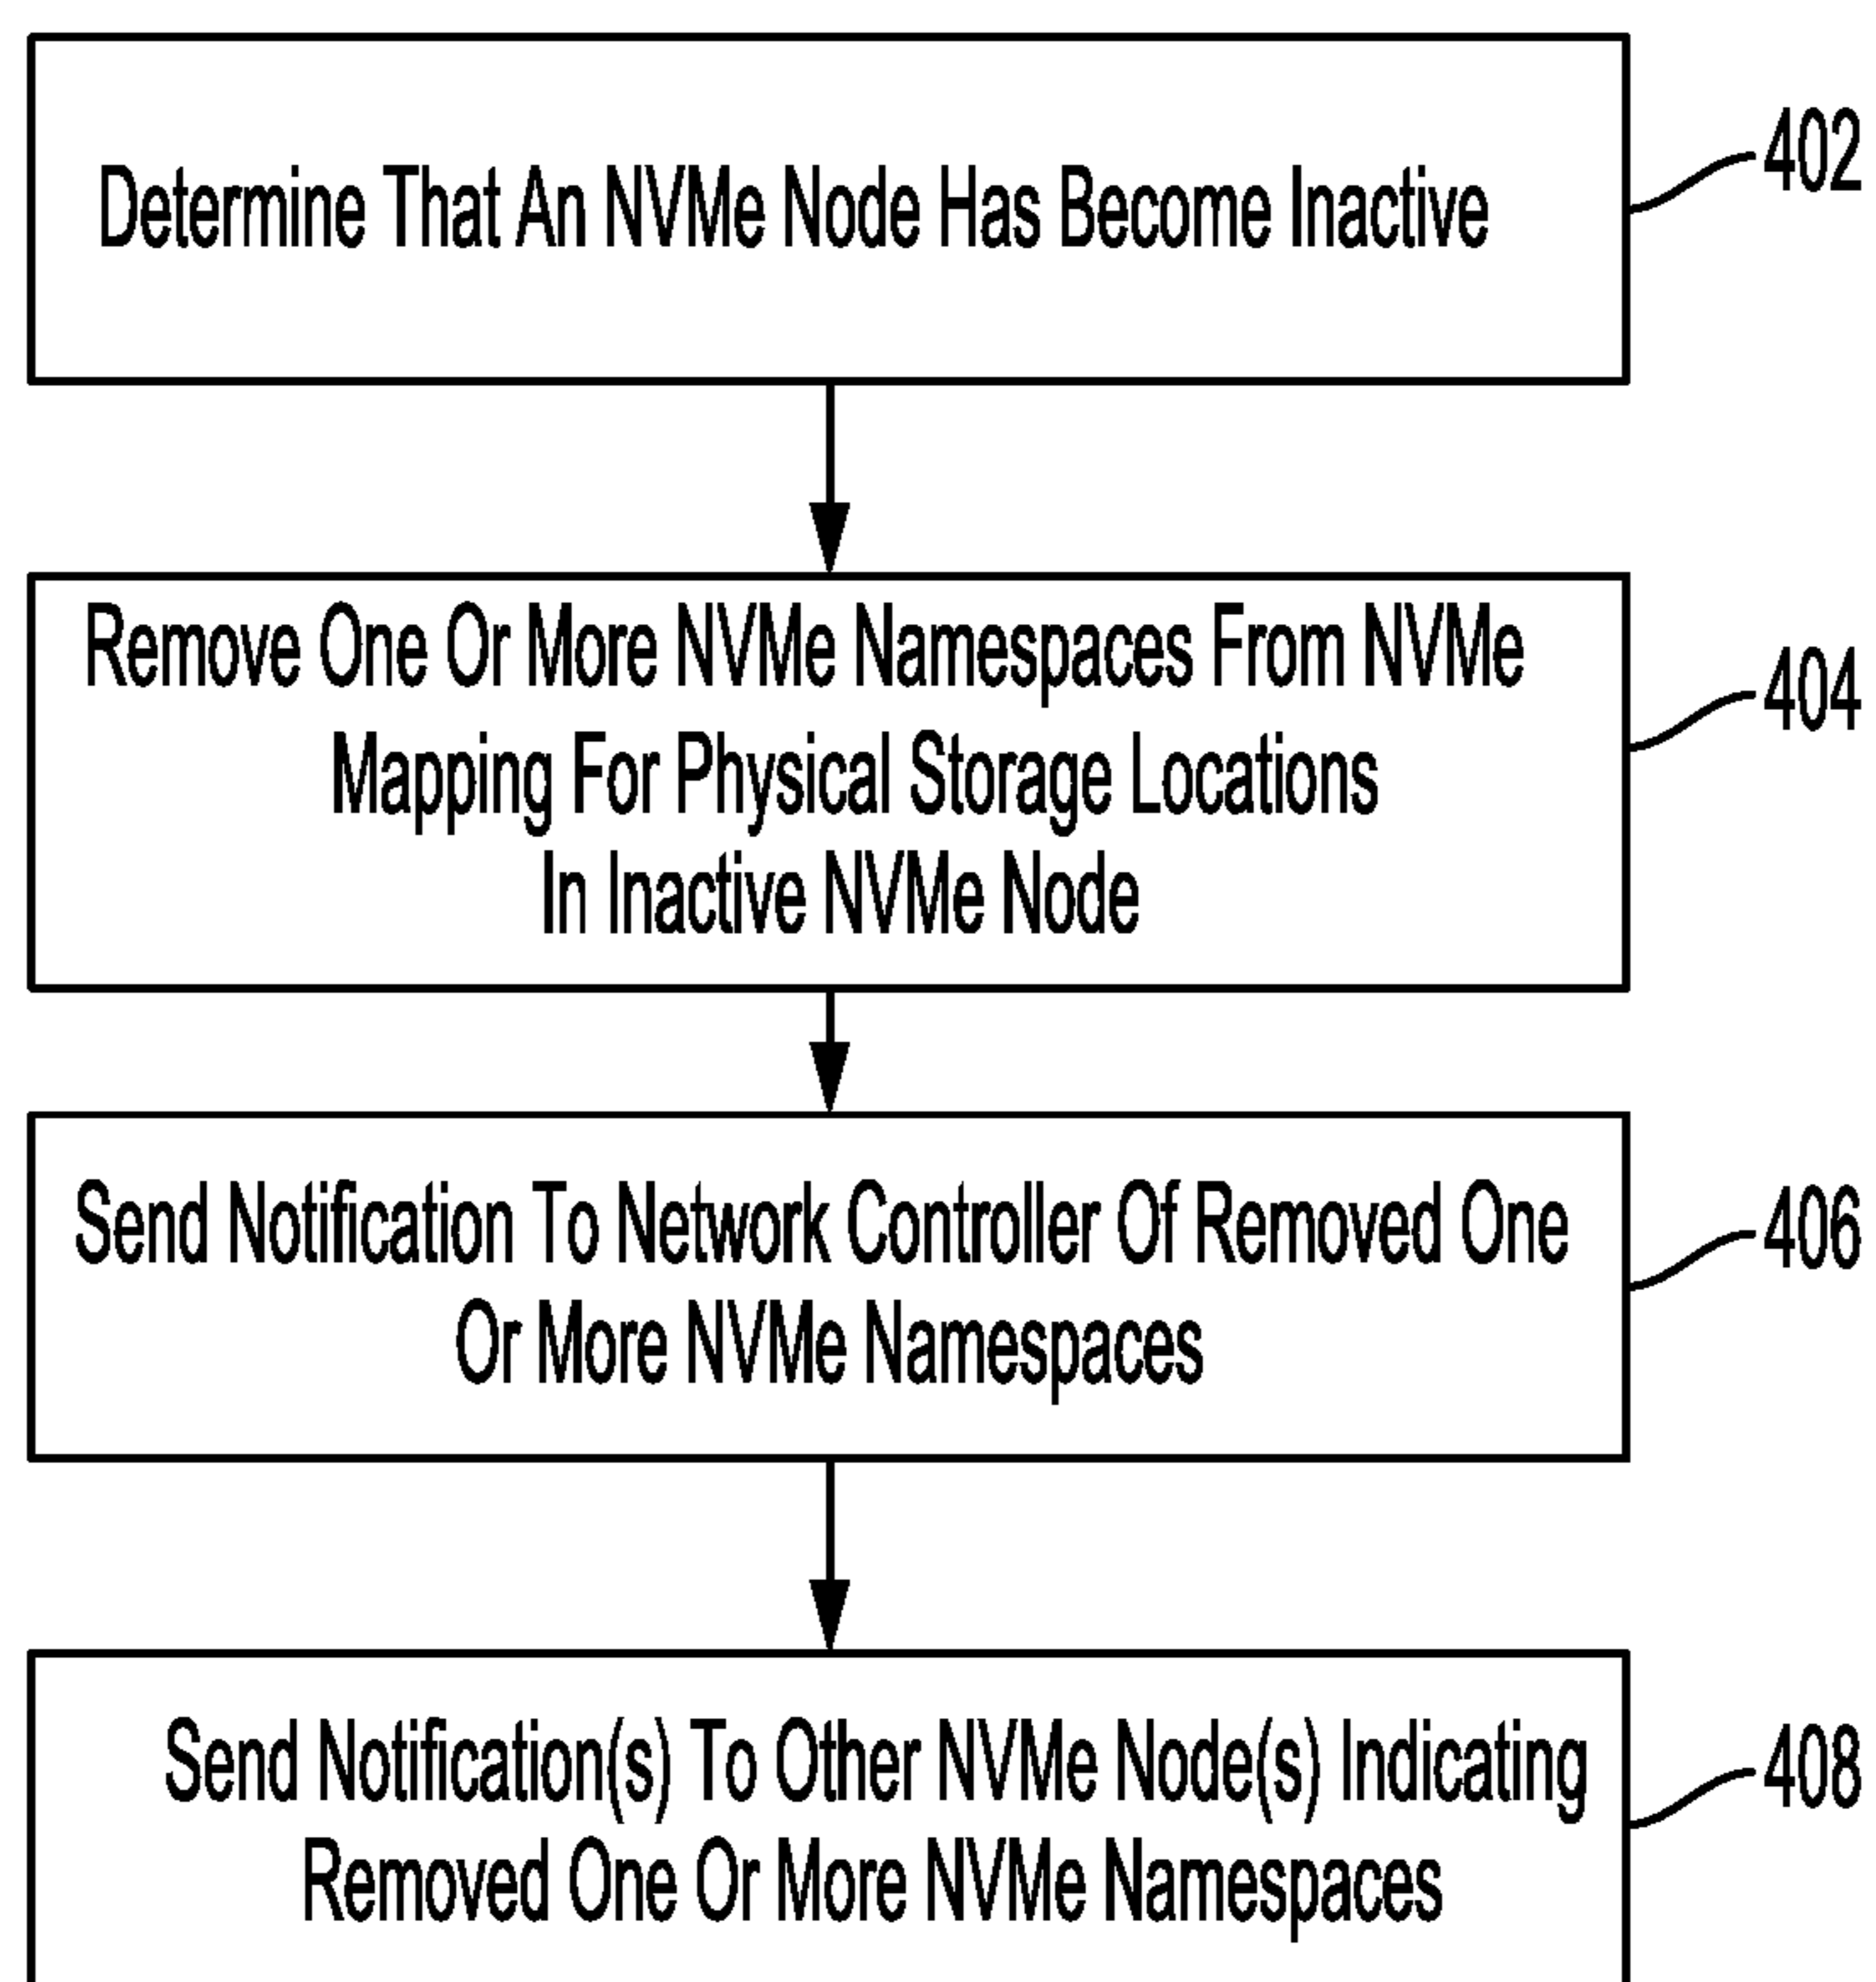 Determine That An NVMe Node Has Become Inactive
402
Remove One Or More NVMe Namespaces From NVMe
Mapping For Physical Storage Locations
In Inactive NVMe Node
404
Send Notification To Network Controller Of Removed One
Or More NVMe Namespaces
406
Send Notification(s) To Other NVMe Node(s) Indicating
Removed One Or More NVMe Namespaces
408